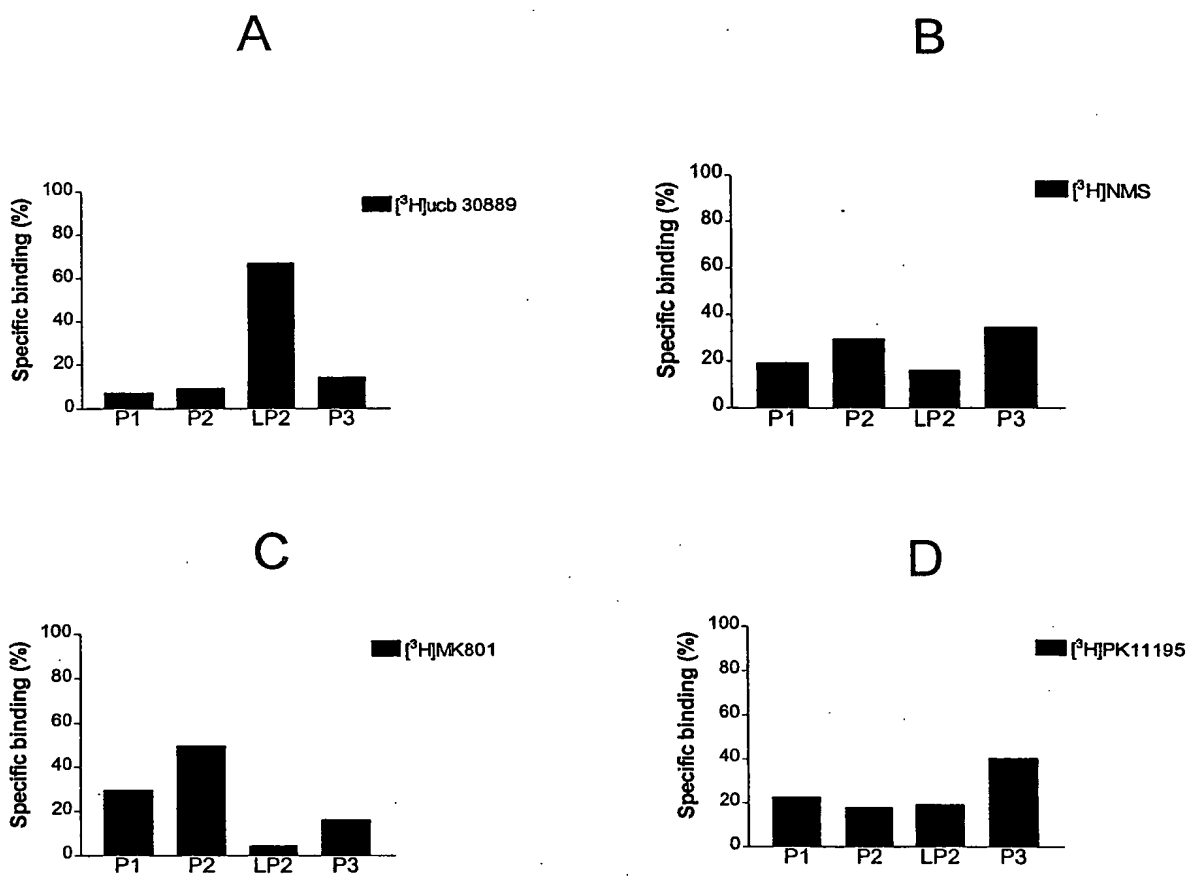 A
Specific binding (%)
100
80
60
40
20
0
P1 P2 LP2 P3
[³H]ucb 30889
B
Specific binding (%)
100
80
60
40
20
0
P1 P2 LP2 P3
[³H]NMS
C
Specific binding (%)
100
80
60
40
20
0
P1 P2 LP2 P3
[³H]MK801
D
Specific binding (%)
100
80
60
40
20
0
P1 P2 LP2 P3
[³H]PK11195